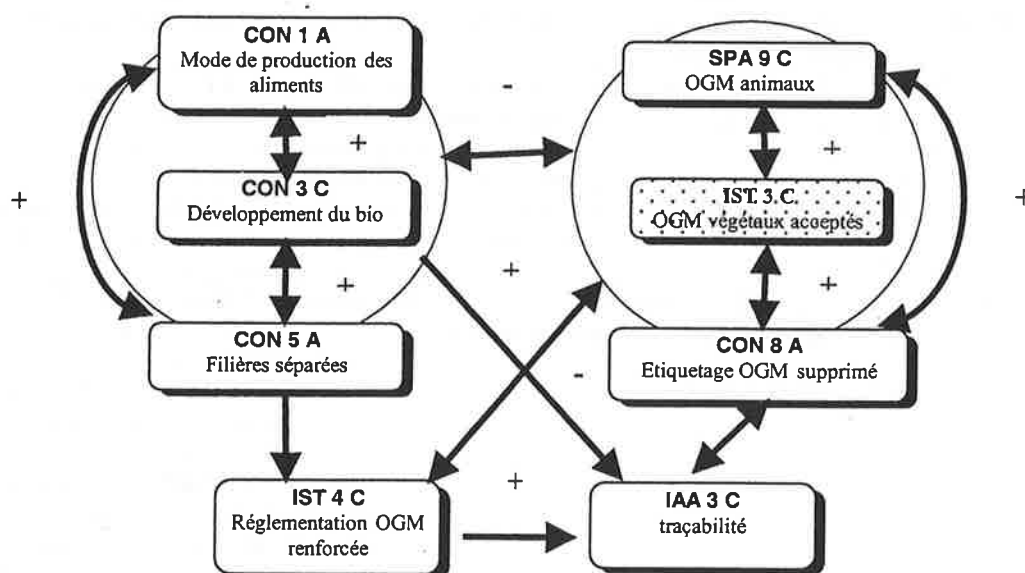 CON 1 A
Mode de production des
aliments
-
SPA 9 C
OGM animaux
+
+
+
CON 3 C
Développement du bio
IST 3 C
OGM végétaux acceptés
+
+
+
+
+
CON 5 A
Filières séparées
-
CON 8 A
Etiquetage OGM supprimé
IST 4 C
Réglementation OGM
renforcée
+
IAA 3 C
traçabilité